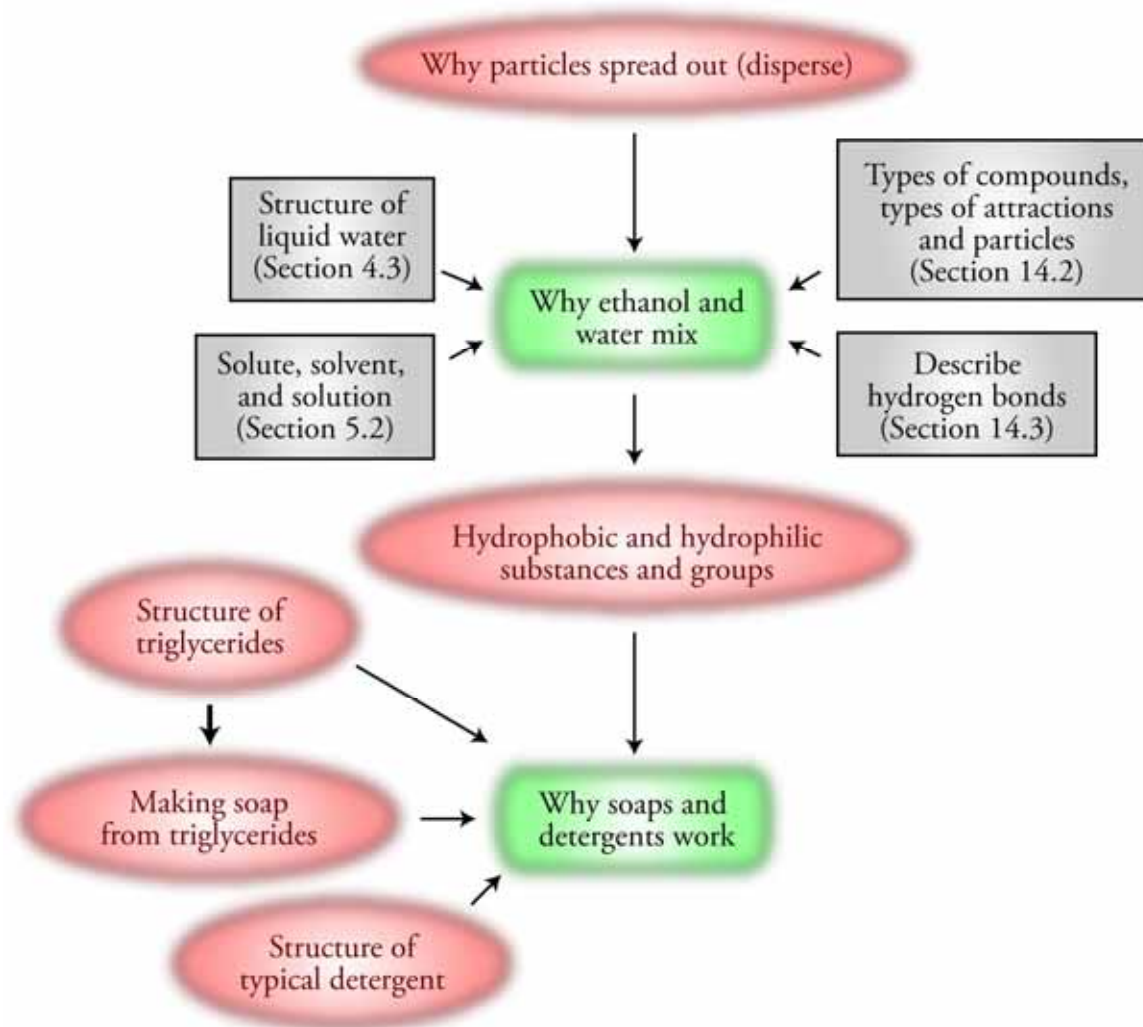 Why particles spread out (disperse)
Structure of
liquid water
(Section 4.3)
Types of compounds,
types of attractions
and particles
(Section 14.2)
Why ethanol and
water mix
Solute, solvent,
and solution
(Section 5.2)
Describe
hydrogen bonds
(Section 14.3)
Hydrophobic and hydrophilic
substances and groups
Structure of
triglycerides
Making soap
from triglycerides
Why soaps and
detergents work
Structure of
typical detergent